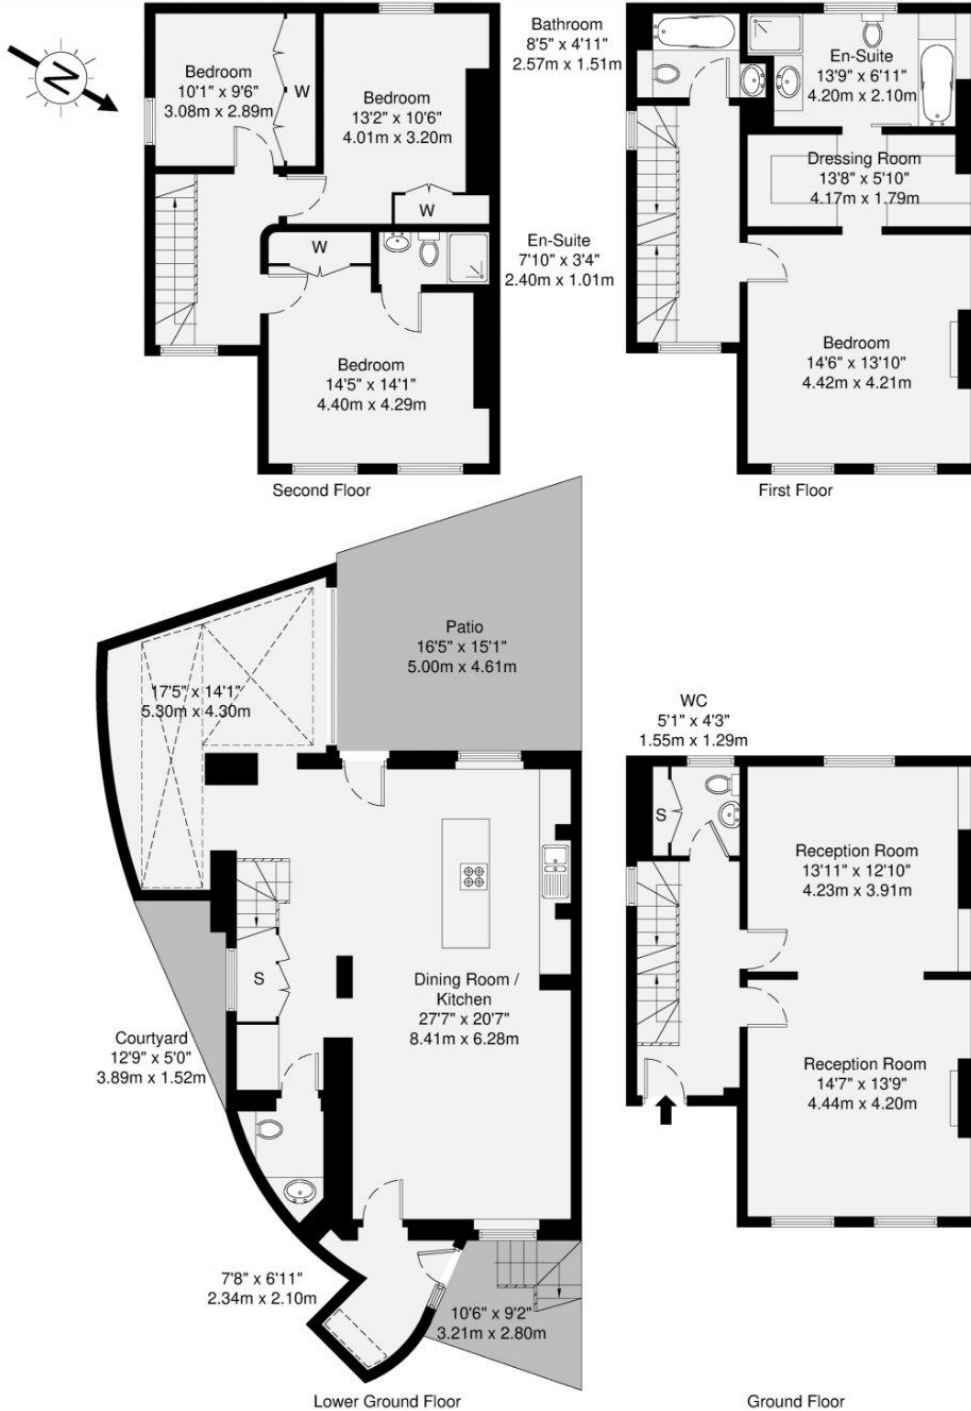 N
Bedroom
10'1" x 9'6"
3.08m x 2.89m
W
Bedroom
13'2" x 10'6"
4.01m x 3.20m
W
W
En-Suite
7'10" x 3'4"
2.40m x 1.01m
Bedroom
14'5" x 14'1"
4.40m x 4.29m
Second Floor
Bathroom
8'5" x 4'11"
2.57m x 1.51m
En-Suite
13'9" x 6'11"
4.20m x 2.10m
Dressing Room
13'8" x 5'10"
4.17m x 1.79m
Bedroom
14'6" x 13'10"
4.42m x 4.21m
First Floor
Patio
16'5" x 15'1"
5.00m x 4.61m
17'5" x 14'1"
5.30m x 4.30m
S
Dining Room /
Kitchen
27'7" x 20'7"
8.41m x 6.28m
Courtyard
12'9" x 5'0"
3.89m x 1.52m
7'8" x 6'11"
2.34m x 2.10m
10'6" x 9'2"
3.21m x 2.80m
Lower Ground Floor
WC
5'1" x 4'3"
1.55m x 1.29m
S
Reception Room
13'11" x 12'10"
4.23m x 3.91m
Reception Room
14'7" x 13'9"
4.44m x 4.20m
Ground Floor